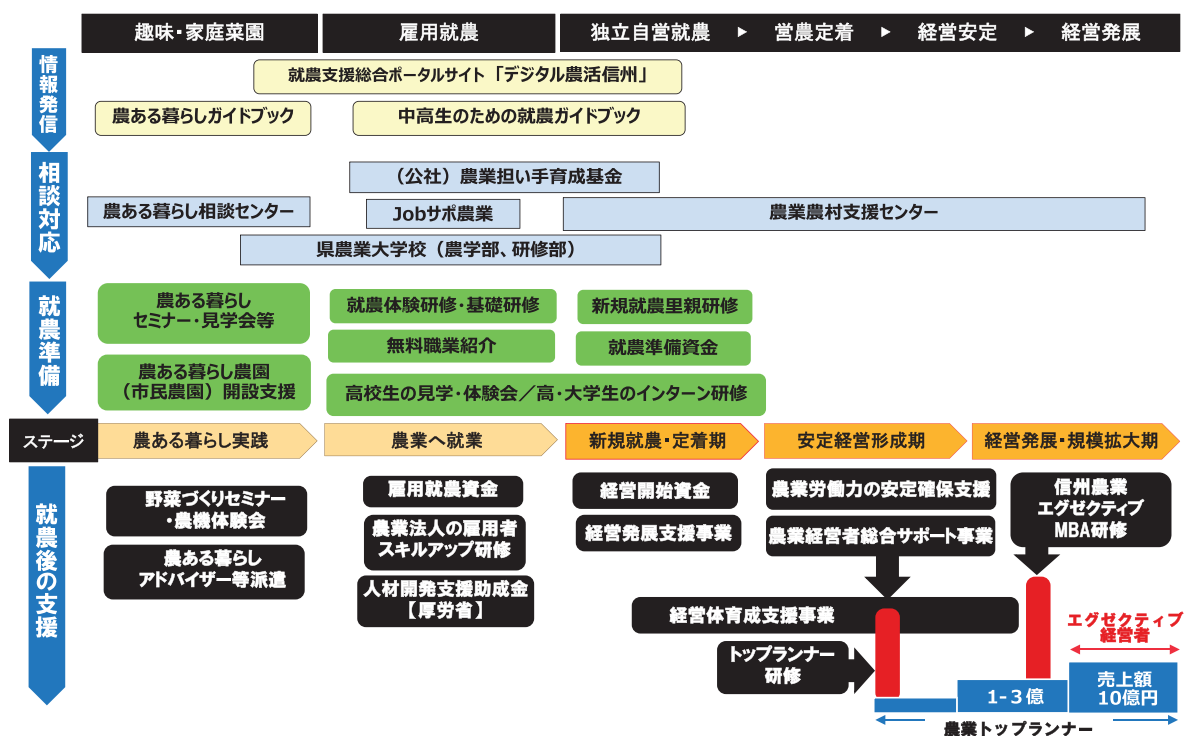 趣味・家庭菜園
雇用就農
独立自営就農 ▶ 営農定着 ▶ 経営安定 ▶ 経営発展
情報発信
就農支援総合ポータルサイト「デジタル農活信州」
農ある暮らしガイドブック
中高生のための就農ガイドブック
相談対応
（公社）農業担い手育成基金
農ある暮らし相談センター
Jobサポ農業
農業農村支援センター
県農業大学校（農学部、研修部）
就農準備
農ある暮らし
セミナー・見学会等
就農体験研修・基礎研修
新規就農里親研修
無料職業紹介
就農準備資金
農ある暮らし農園
（市民農園）開設支援
高校生の見学・体験会／高・大学生のインターン研修
ステージ
農ある暮らし実践
農業へ就業
新規就農・定着期
安定経営形成期
経営発展・規模拡大期
就農後の支援
野菜づくりセミナー
・農機体験会
農ある暮らし
アドバイザー等派遣
雇用就農資金
農業法人の雇用者
スキルアップ研修
人材開発支援助成金
【厚労省】
経営開始資金
経営発展支援事業
農業労働力の安定確保支援
農業経営者総合サポート事業
信州農業
エグゼクティブ
MBA研修
経営体育成支援事業
トップランナー
研修
エグゼクティブ
経営者
1-３億
売上額
10億円
農業トップランナー